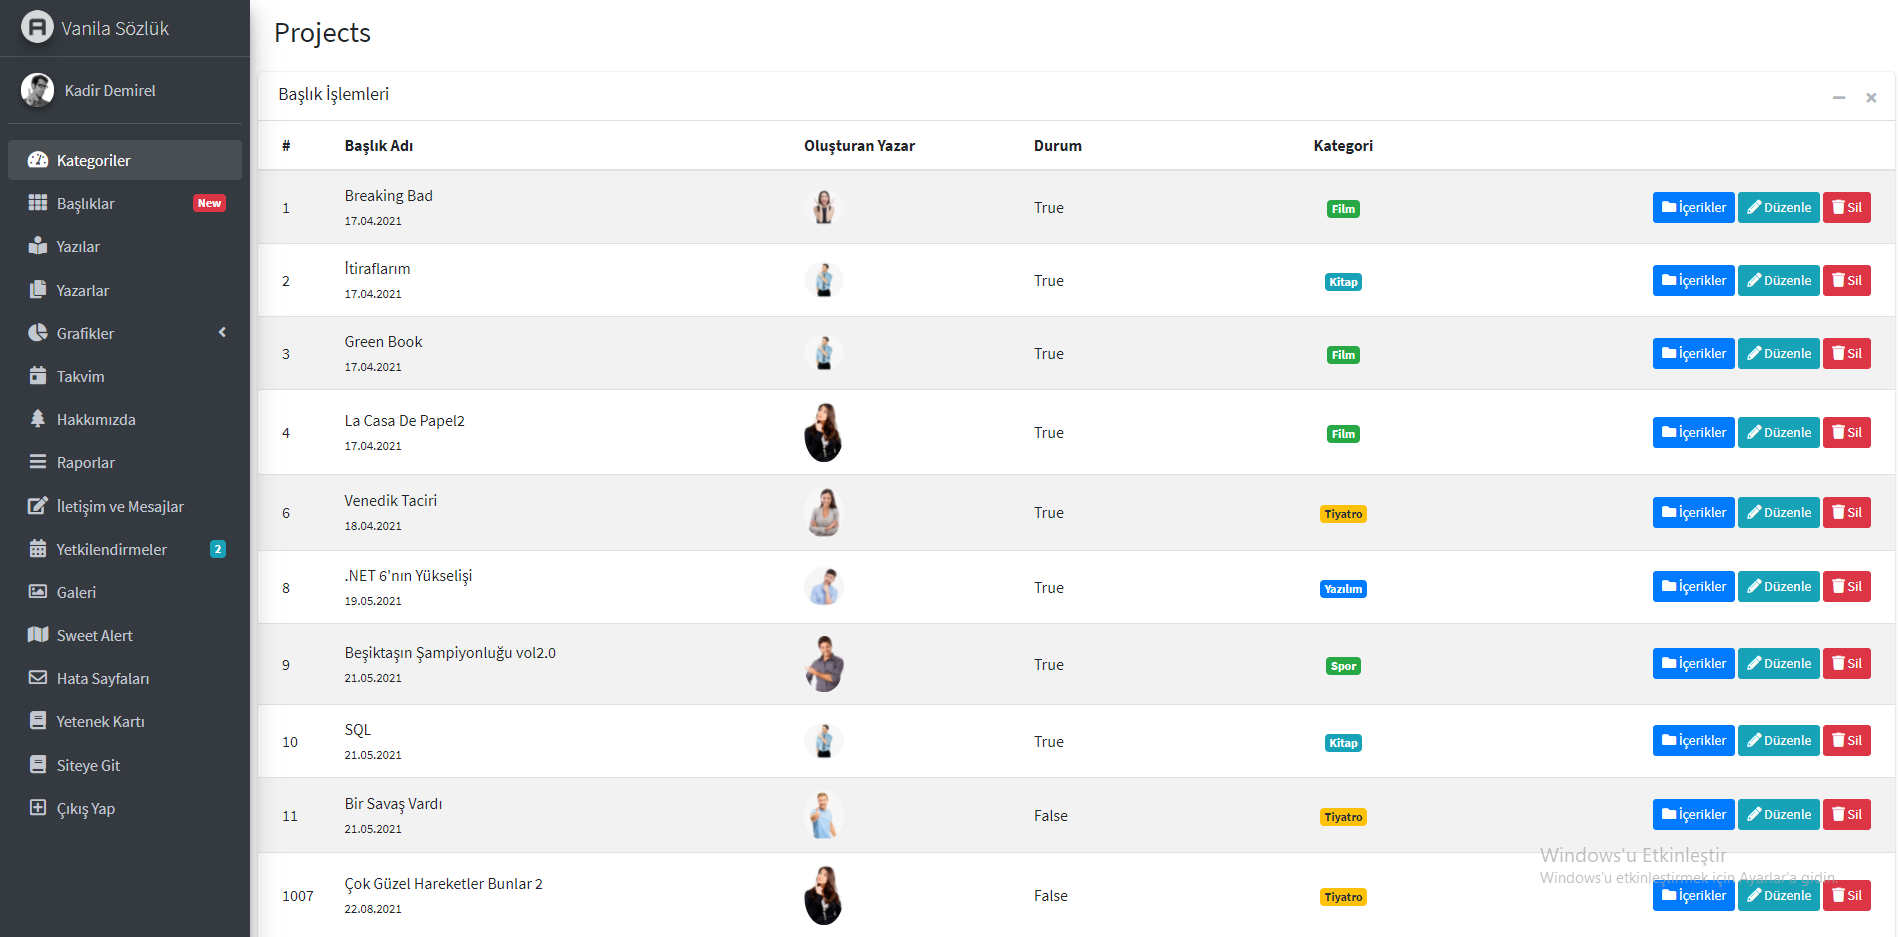 Vanila Sözlük
Kadir Demirel
Kategoriler
Başlıklar New
Yazılar
Yazarlar
Grafikler
Takvim
Hakkımızda
Raporlar
İletişim ve Mesajlar
Yetkilendirmeler 2
Galeri
Sweet Alert
Hata Sayfaları
Yetenek Kartı
Siteye Git
Çıkış Yap
Projects
Başlık İşlemleri
# Başlık Adı Oluşturan Yazar Durum Kategori
1 Breaking Bad True Film İçerikler Düzenle Sil
17.04.2021
2 İtiraflarım True Kitap İçerikler Düzenle Sil
17.04.2021
3 Green Book True Film İçerikler Düzenle Sil
17.04.2021
4 La Casa De Papel2 True Film İçerikler Düzenle Sil
17.04.2021
6 Venedik Taciri True Tiyatro İçerikler Düzenle Sil
18.04.2021
8 .NET 6'nın Yükselişi True Yazılım İçerikler Düzenle Sil
19.05.2021
9 Beşiktaşın Şampiyonluğu vol2.0 True Spor İçerikler Düzenle Sil
21.05.2021
10 SQL True Kitap İçerikler Düzenle Sil
21.05.2021
11 Bir Savaş Vardı False Tiyatro İçerikler Düzenle Sil
21.05.2021
1007 Çok Güzel Hareketler Bunlar 2 False Tiyatro İçerikler Düzenle Sil
22.08.2021
Windows'u Etkinleştir
Windows'u etkinleştirmek için Ayarlar'a gidin.